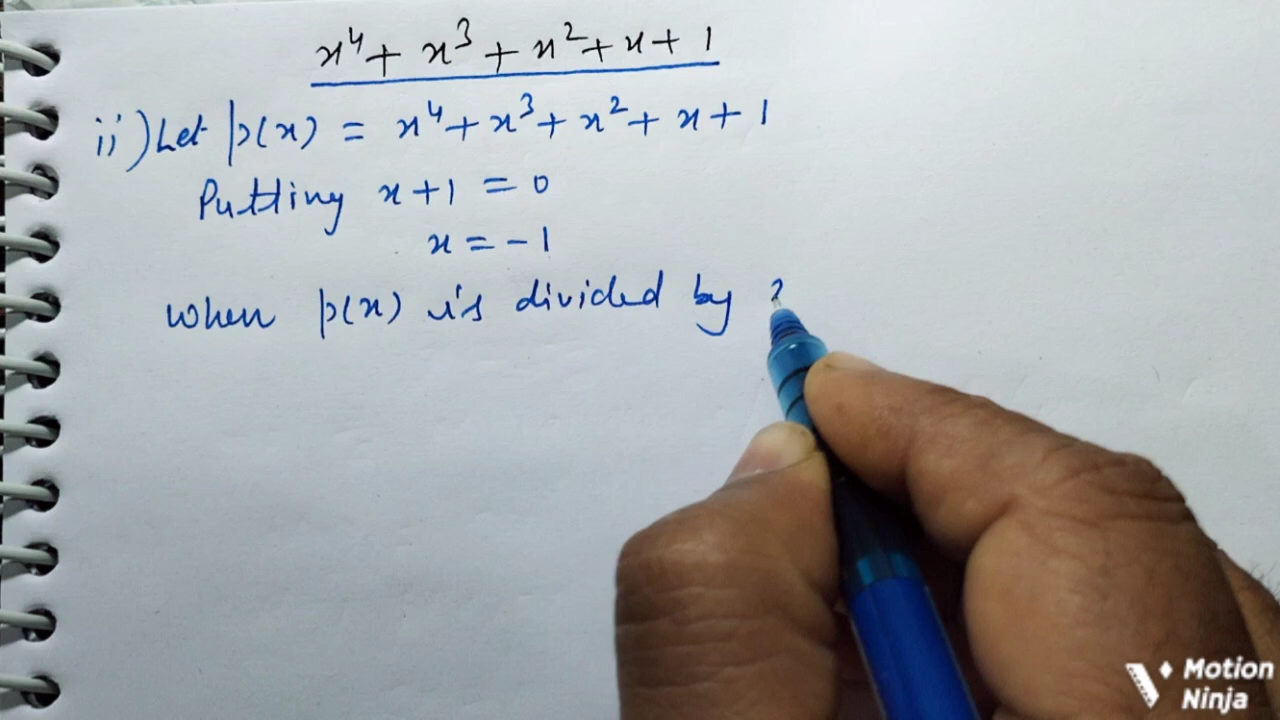 x⁴ + x³ + x² + x + 1
ii) Let p(x) = x⁴ + x³ + x² + x + 1
Putting x + 1 = 0
x = -1
when p(x) is divided by
Motion
Ninja